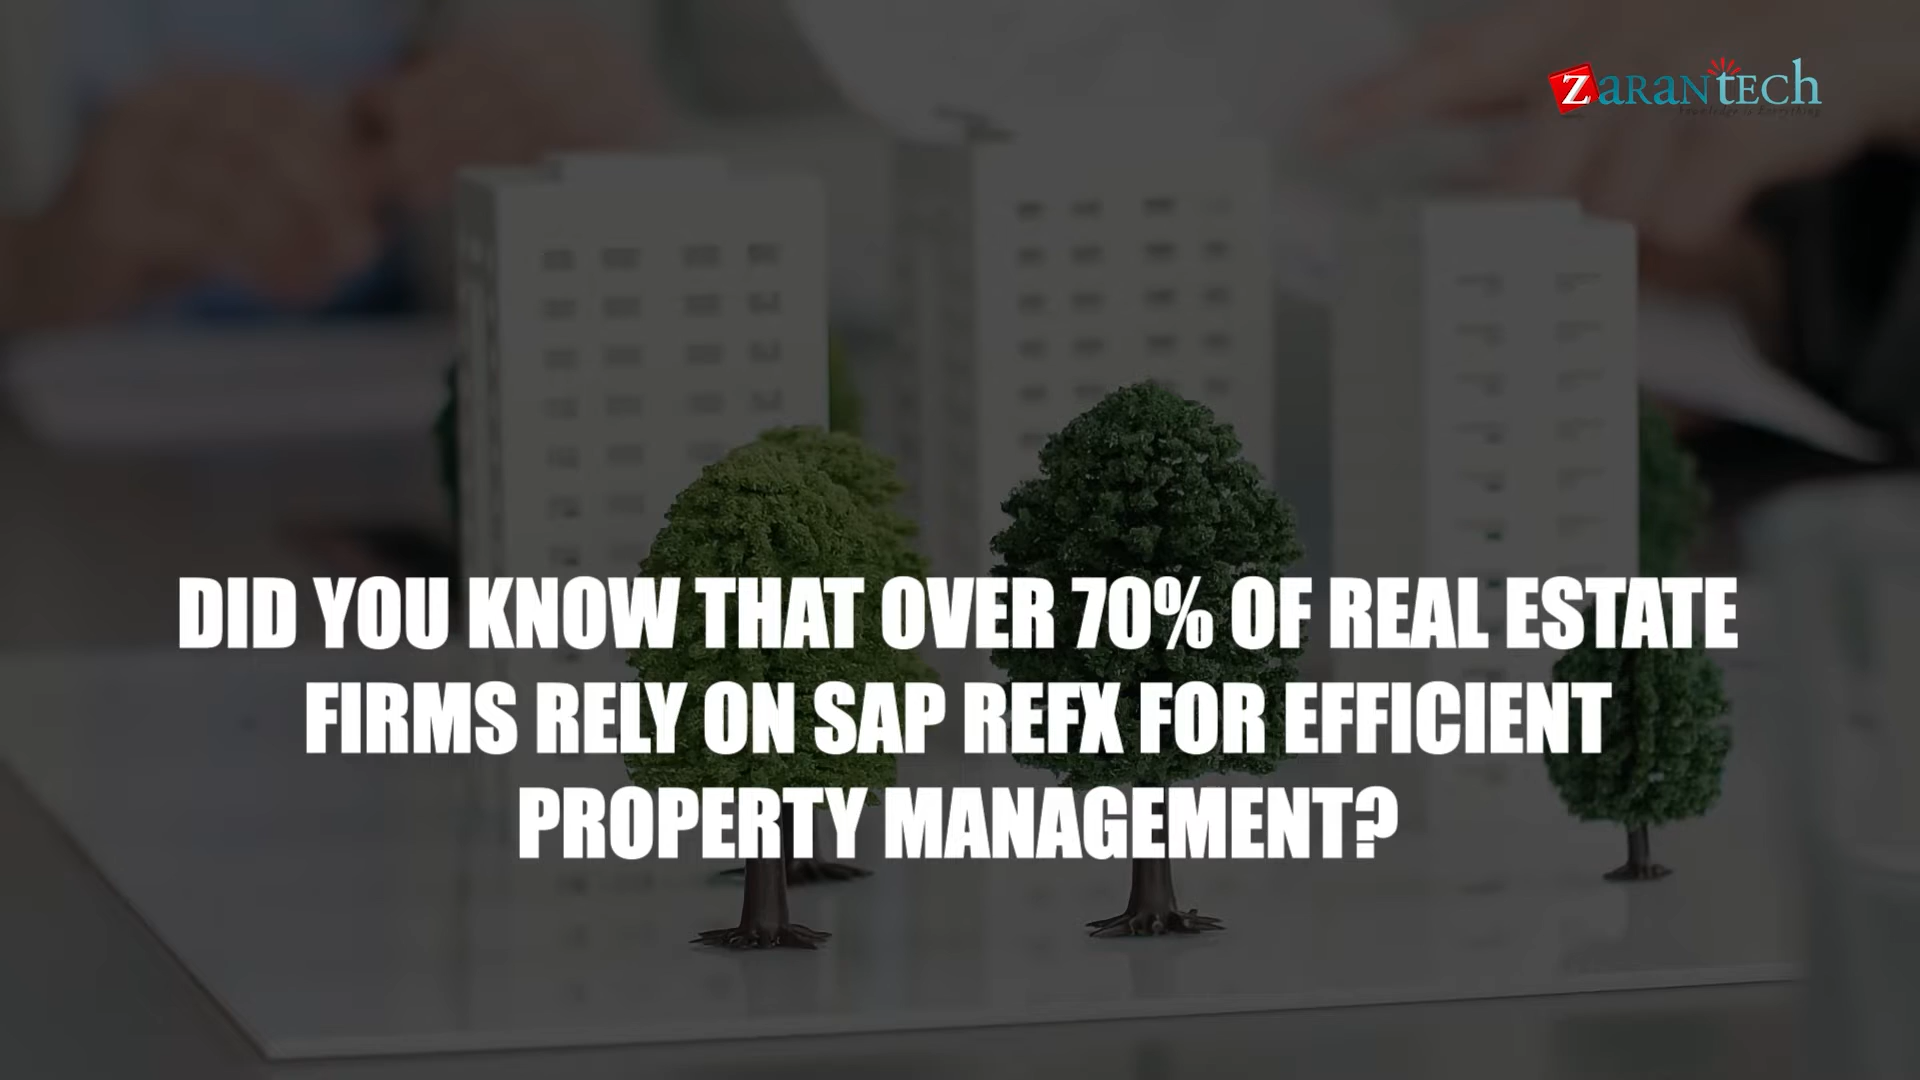 ZaranTech
DID YOU KNOW THAT OVER 70% OF REAL ESTATE
FIRMS RELY ON SAP REFX FOR EFFICIENT
PROPERTY MANAGEMENT?